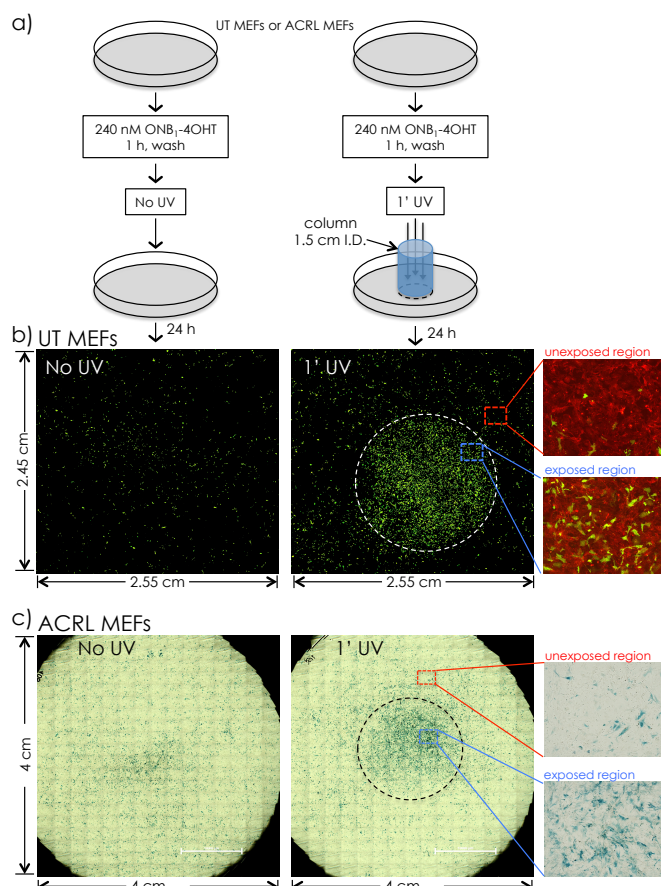 a)
UT MEFs or ACRL MEFs
240 nM ONB₁-4OHT
1 h, wash
240 nM ONB₁-4OHT
1 h, wash
No UV
1’ UV
column
1.5 cm I.D.
24 h
24 h
b) UT MEFs
No UV
1’ UV
unexposed region
exposed region
2.45 cm
2.55 cm
2.55 cm
c) ACRL MEFs
No UV
1’ UV
unexposed region
exposed region
4 cm
4 cm
4 cm